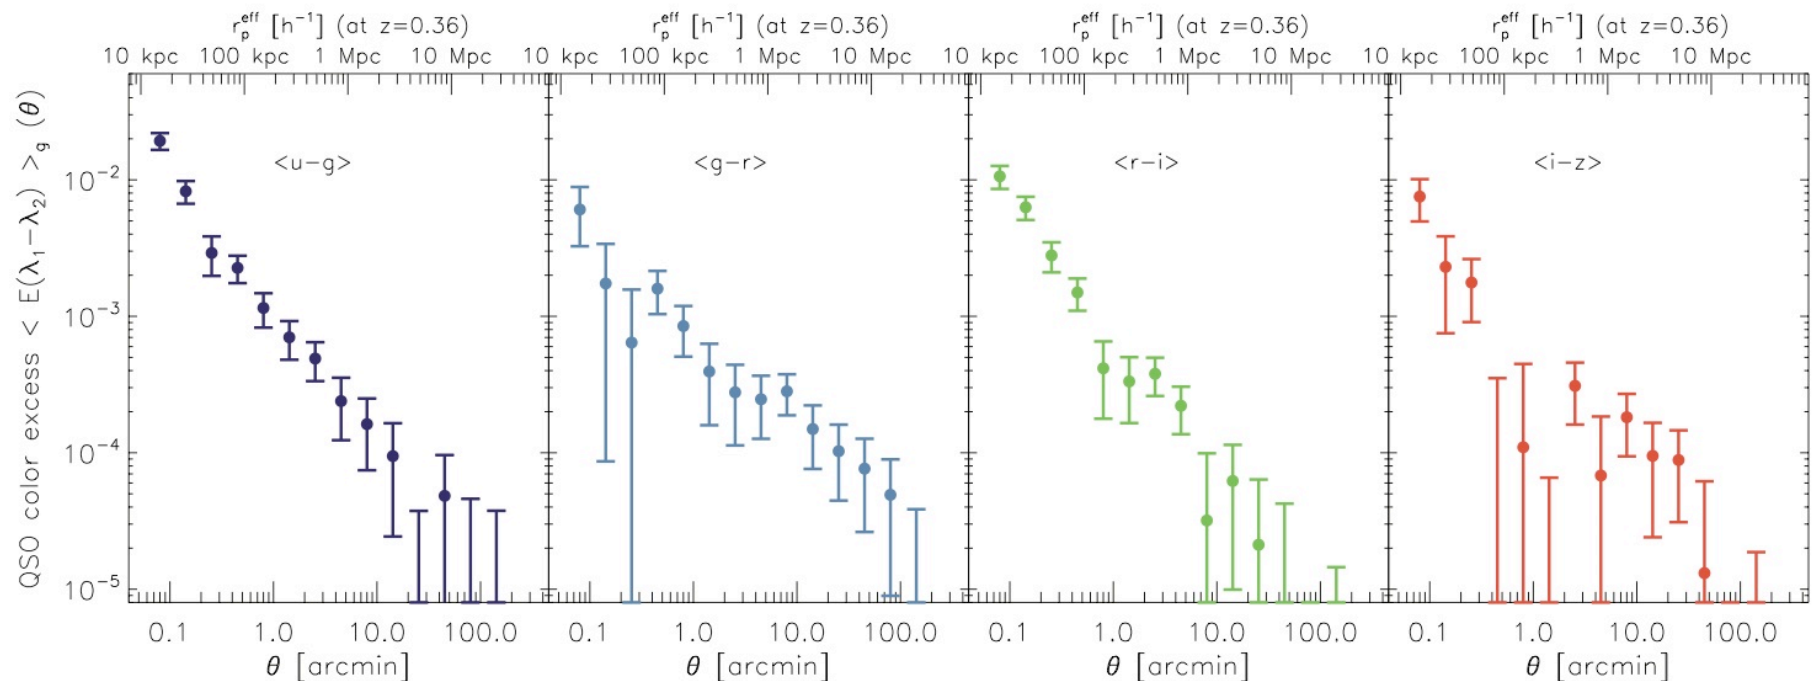 r_p^eff [h⁻¹] (at z=0.36) r_p^eff [h⁻¹] (at z=0.36) r_p^eff [h⁻¹] (at z=0.36) r_p^eff [h⁻¹] (at z=0.36)
10 kpc 100 kpc 1 Mpc 10 Mpc 10 kpc 100 kpc 1 Mpc 10 Mpc 10 kpc 100 kpc 1 Mpc 10 Mpc 10 kpc 100 kpc 1 Mpc 10 Mpc
QSO color excess < E(λ₁−λ₂) >_g (θ)
<u−g> <g−r> <r−i> <i−z>
10⁻²
10⁻³
10⁻⁴
10⁻⁵
0.1 1.0 10.0 100.0 0.1 1.0 10.0 100.0 0.1 1.0 10.0 100.0 0.1 1.0 10.0 100.0
θ [arcmin] θ [arcmin] θ [arcmin] θ [arcmin]